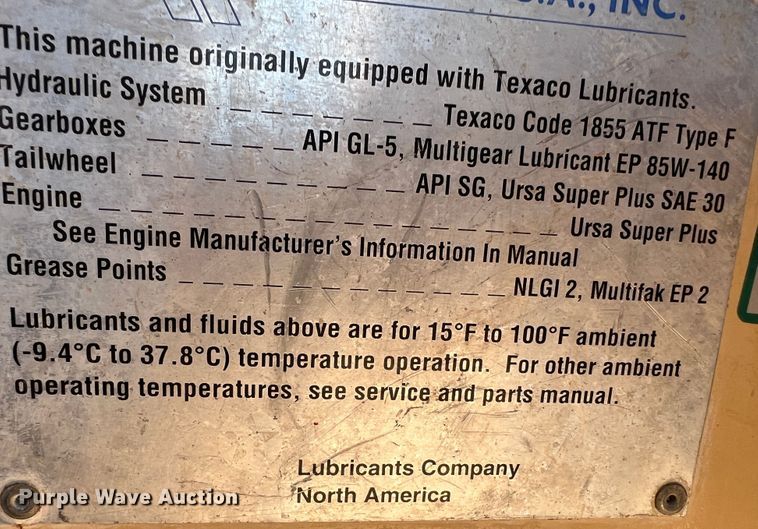 INC.
This machine originally equipped with Texaco Lubricants.
Hydraulic System _ _ _ _ _ _ _ Texaco Code 1855 ATF Type F
Gearboxes _ _ _ _ _ API GL-5, Multigear Lubricant EP 85W-140
Tailwheel _ _ _ _ _ _ _ _ _ API SG, Ursa Super Plus SAE 30
Engine _ _ _ _ _ _ _ _ _ _ _ _ _ _ _ Ursa Super Plus
See Engine Manufacturer's Information In Manual
Grease Points _ _ _ _ _ _ _ _ _ _ _ NLGI 2, Multifak EP 2
Lubricants and fluids above are for 15°F to 100°F ambient
(-9.4°C to 37.8°C) temperature operation. For other ambient
operating temperatures, see service and parts manual.
Lubricants Company
North America
Purple Wave Auction